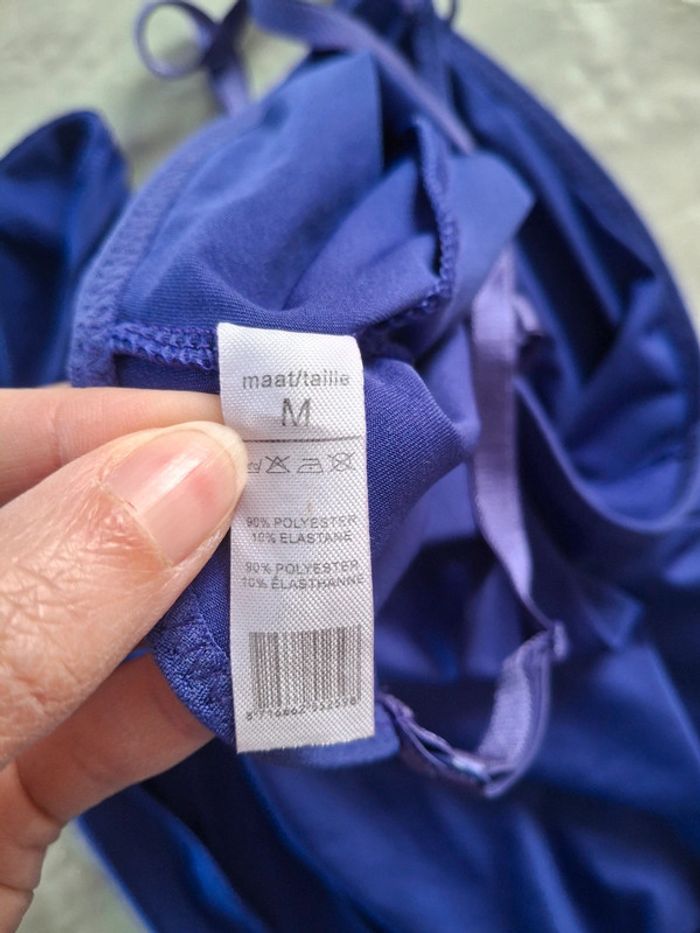 maat/taille
M
90% POLYESTER
10% ELASTANE
90% POLYESTER
10% ÉLASTHANNE